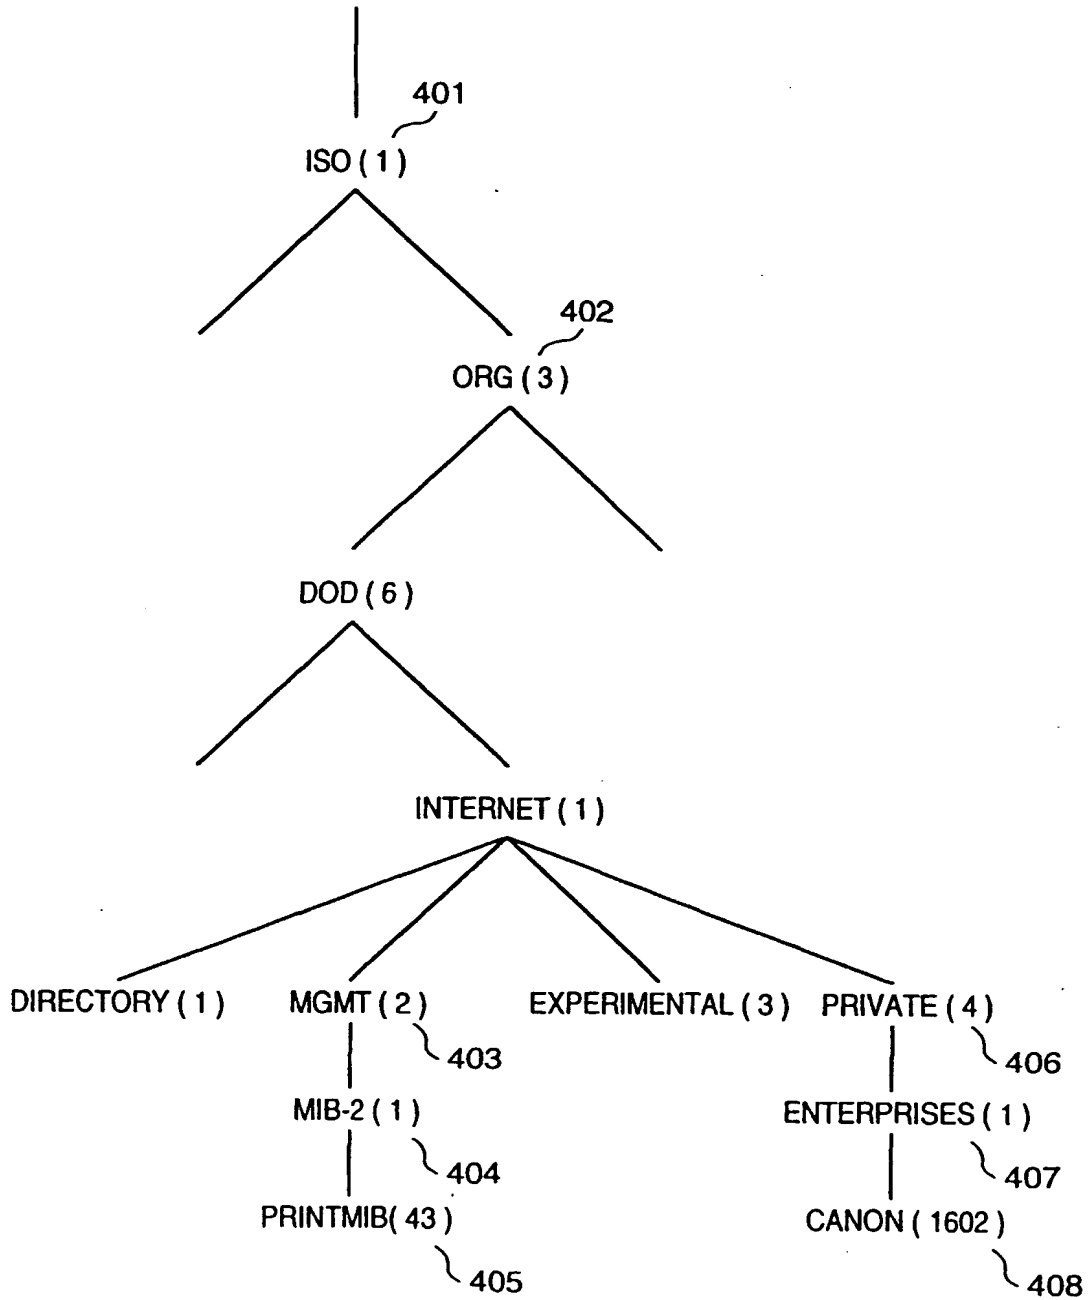 401
ISO ( 1 )
402
ORG ( 3 )
DOD ( 6 )
INTERNET ( 1 )
DIRECTORY ( 1 ) MGMT ( 2 ) EXPERIMENTAL ( 3 ) PRIVATE ( 4 )
403 406
MIB-2 ( 1 ) ENTERPRISES ( 1 )
404 407
PRINTMIB( 43 ) CANON ( 1602 )
405 408